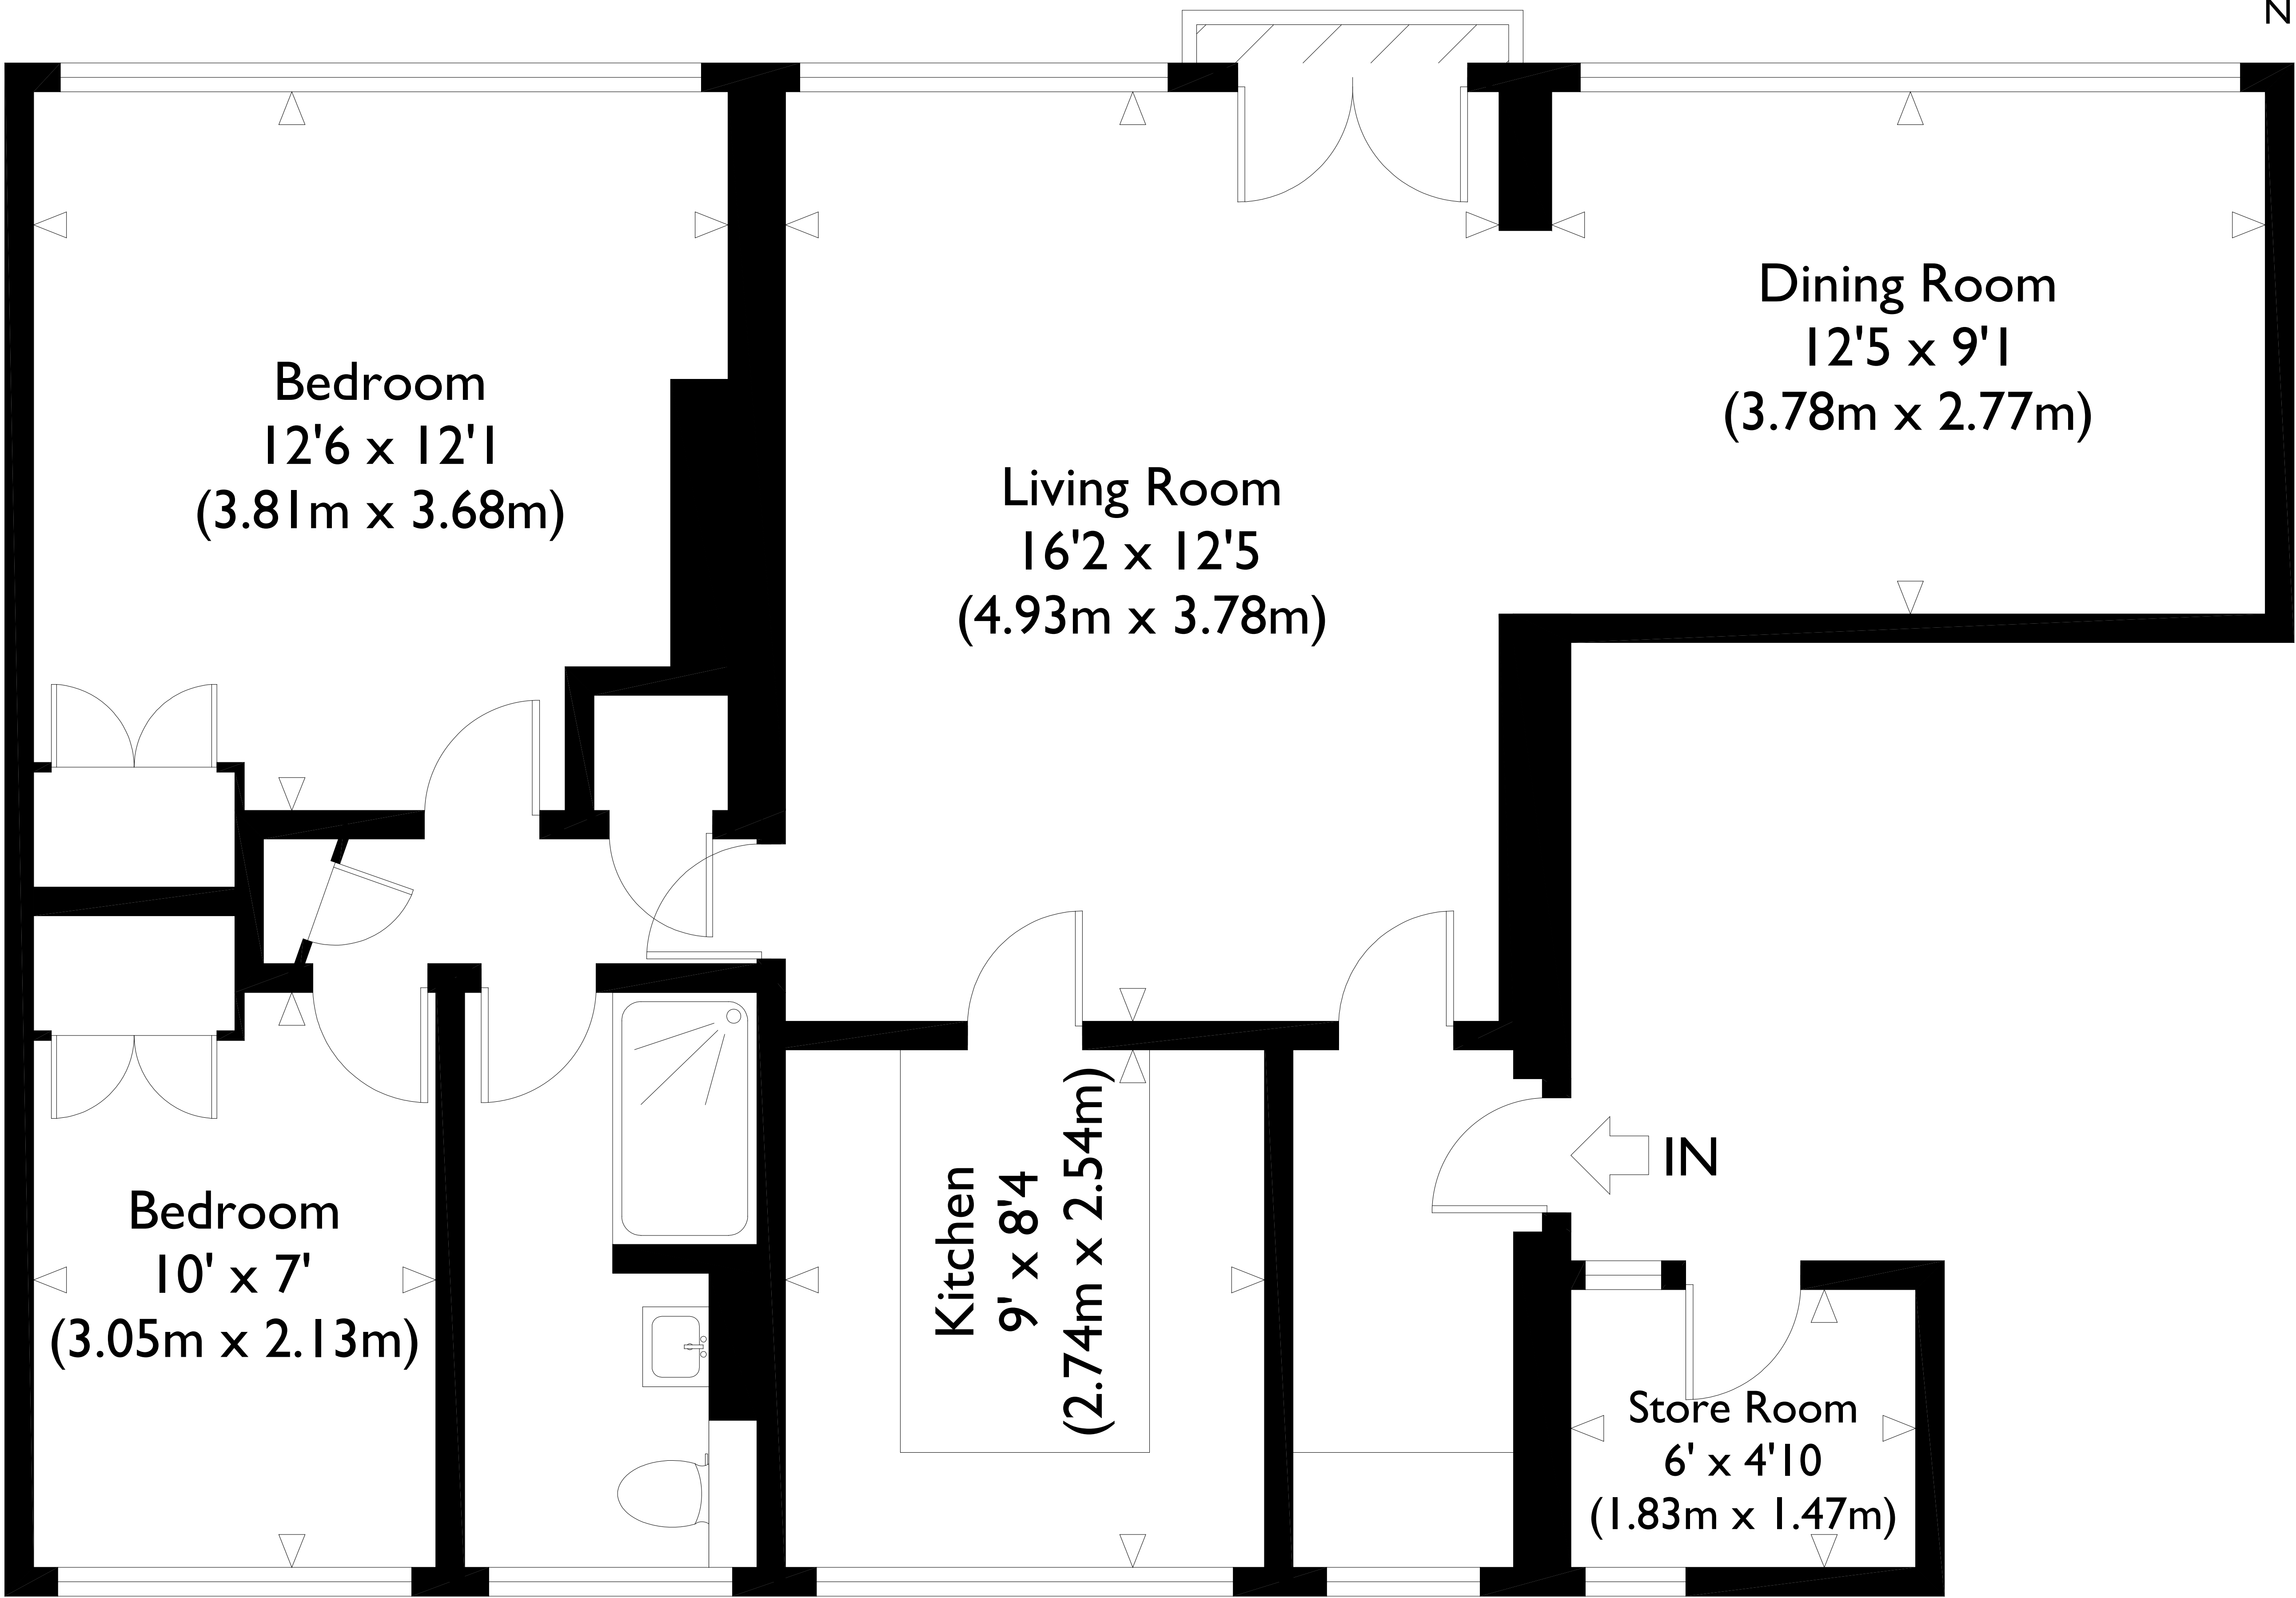 N
Bedroom
12'6 x 12'1
(3.81m x 3.68m)
Living Room
16'2 x 12'5
(4.93m x 3.78m)
Dining Room
12'5 x 9'1
(3.78m x 2.77m)
Bedroom
10' x 7'
(3.05m x 2.13m)
Kitchen
9' x 8'4
(2.74m x 2.54m)
IN
Store Room
6' x 4'10
(1.83m x 1.47m)